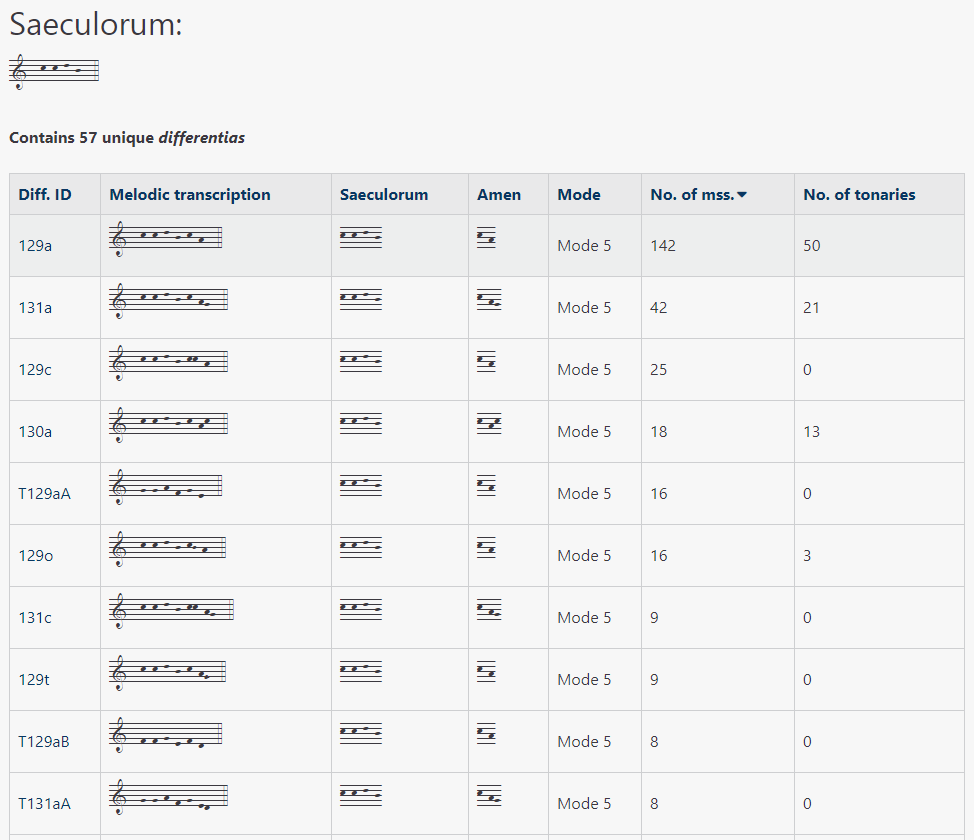 Saeculorum:
Contains 57 unique differentias
Diff. ID Melodic transcription Saeculorum Amen Mode No. of mss. No. of tonaries
129a Mode 5 142 50
131a Mode 5 42 21
129c Mode 5 25 0
130a Mode 5 18 13
T129aA Mode 5 16 0
129o Mode 5 16 3
131c Mode 5 9 0
129t Mode 5 9 0
T129aB Mode 5 8 0
T131aA Mode 5 8 0